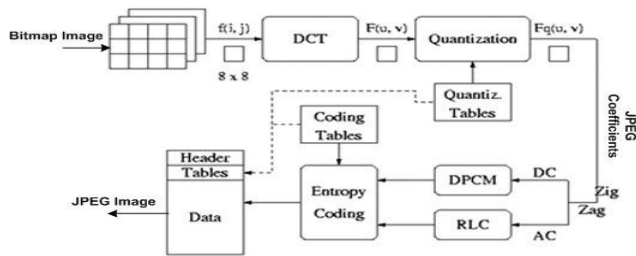 Bitmap Image
f(i, j)
8 x 8
DCT
F(u, v)
Quantization
Fq(u, v)
Quantiz.
Tables
Coding
Tables
JPEG
Coefficients
Header
Tables
Data
JPEG Image
Entropy
Coding
DPCM
RLC
DC
AC
Zig
Zag